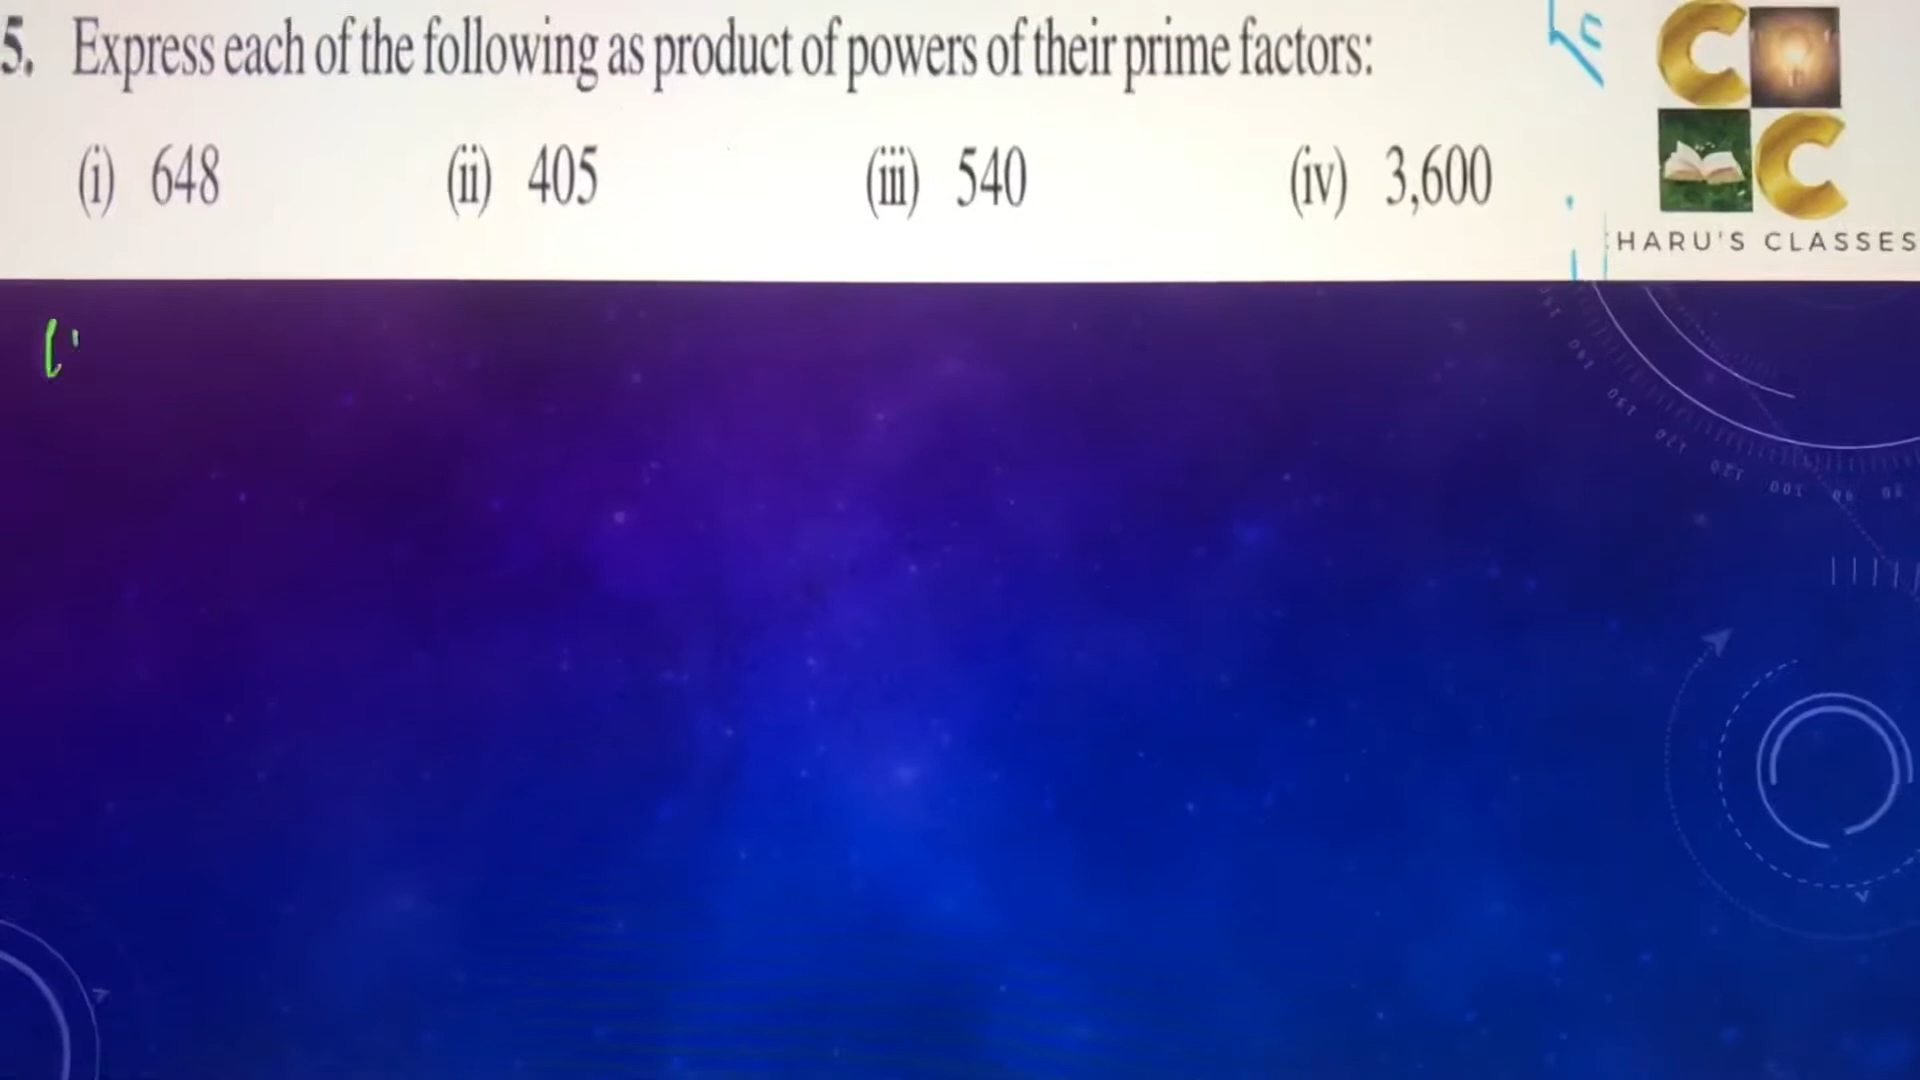 5. Express each of the following as product of powers of their prime factors:
(i) 648 (ii) 405 (iii) 540 (iv) 3,600
C
C
HARU'S CLASSES